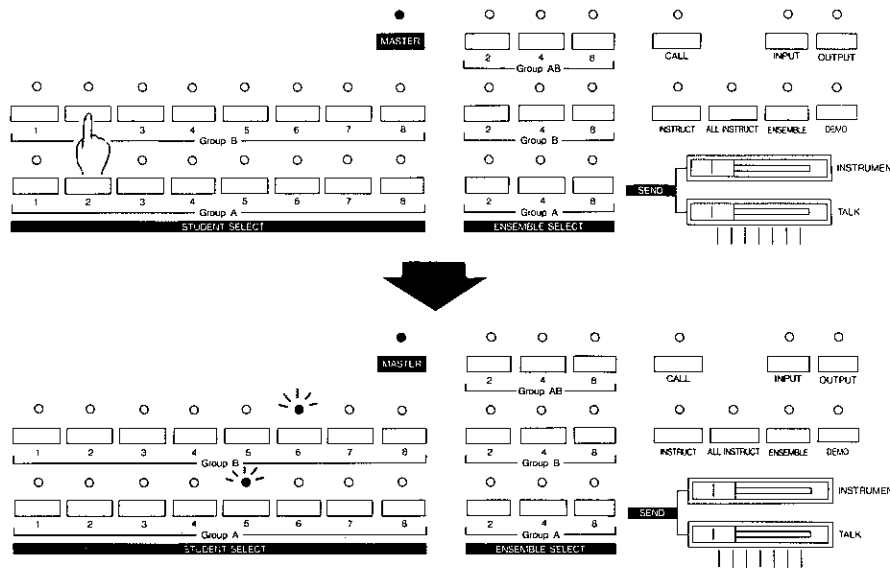 MASTER
2 4 8
Group AB
CALL INPUT OUTPUT
1 3 4 5 6 7 8
Group B
2 4 8
Group B
INSTRUCT ALL INSTRUCT ENSEMBLE DEMO
1 2 3 4 5 6 7 8
Group A
STUDENT SELECT
2 4 8
Group A
ENSEMBLE SELECT
SEND
INSTRUMEN
TALK
MASTER
2 4 8
Group AB
CALL INPUT OUTPUT
1 2 3 4 5 6 7 8
Group B
2 4 8
Group B
INSTRUCT ALL INSTRUCT ENSEMBLE DEMO
1 2 3 4 5 6 7 8
Group A
STUDENT SELECT
2 4 8
Group A
ENSEMBLE SELECT
SEND
INSTRUMEN
TALK